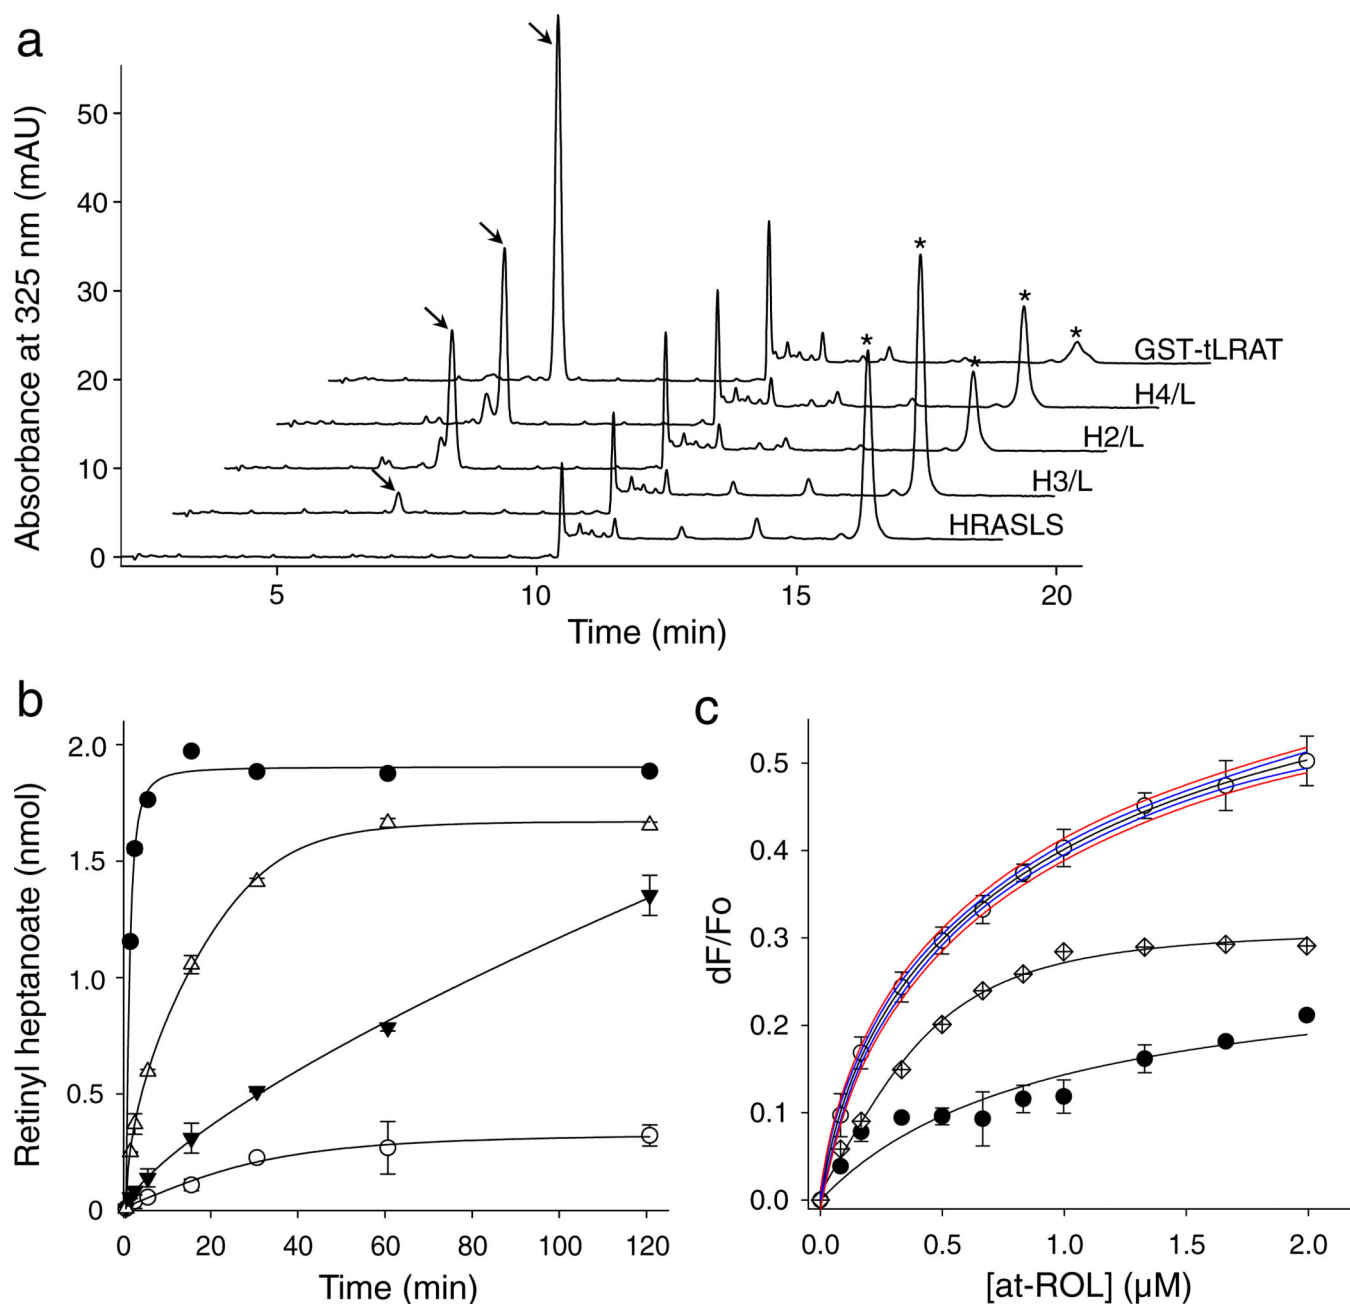 a
Absorbance at 325 nm (mAU)
50
40
30
20
10
0
5
10
15
20
Time (min)
*
*
*
*
*
GST-tLRAT
H4/L
H2/L
H3/L
HRASLS
b
Retinyl heptanoate (nmol)
2.0
1.5
1.0
0.5
0
0
20
40
60
80
100
120
Time (min)
c
dF/Fo
0.5
0.4
0.3
0.2
0.1
0.0
0.0
0.5
1.0
1.5
2.0
[at-ROL] (μM)